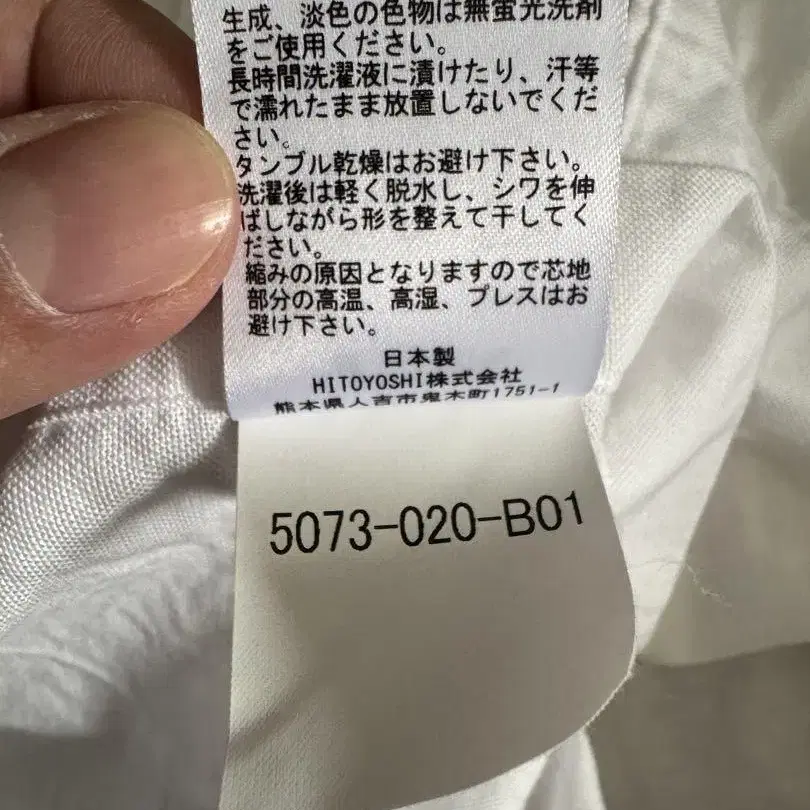 生成、淡色の色物は無蛍光洗剤
をご使用ください。
長時間洗濯液に漬けたり、汗等
で濡れたまま放置しないでくだ
さい。
タンブル乾燥はお避け下さい。
洗濯後は軽く脱水し、シワを伸
ばしながら形を整えて干してく
ださい。
縮みの原因となりますので芯地
部分の高温、高湿、プレスはお
避け下さい。
日本製
HITOYOSHI株式会社
熊本県人吉市鬼木町1751-1
5073-020-B01